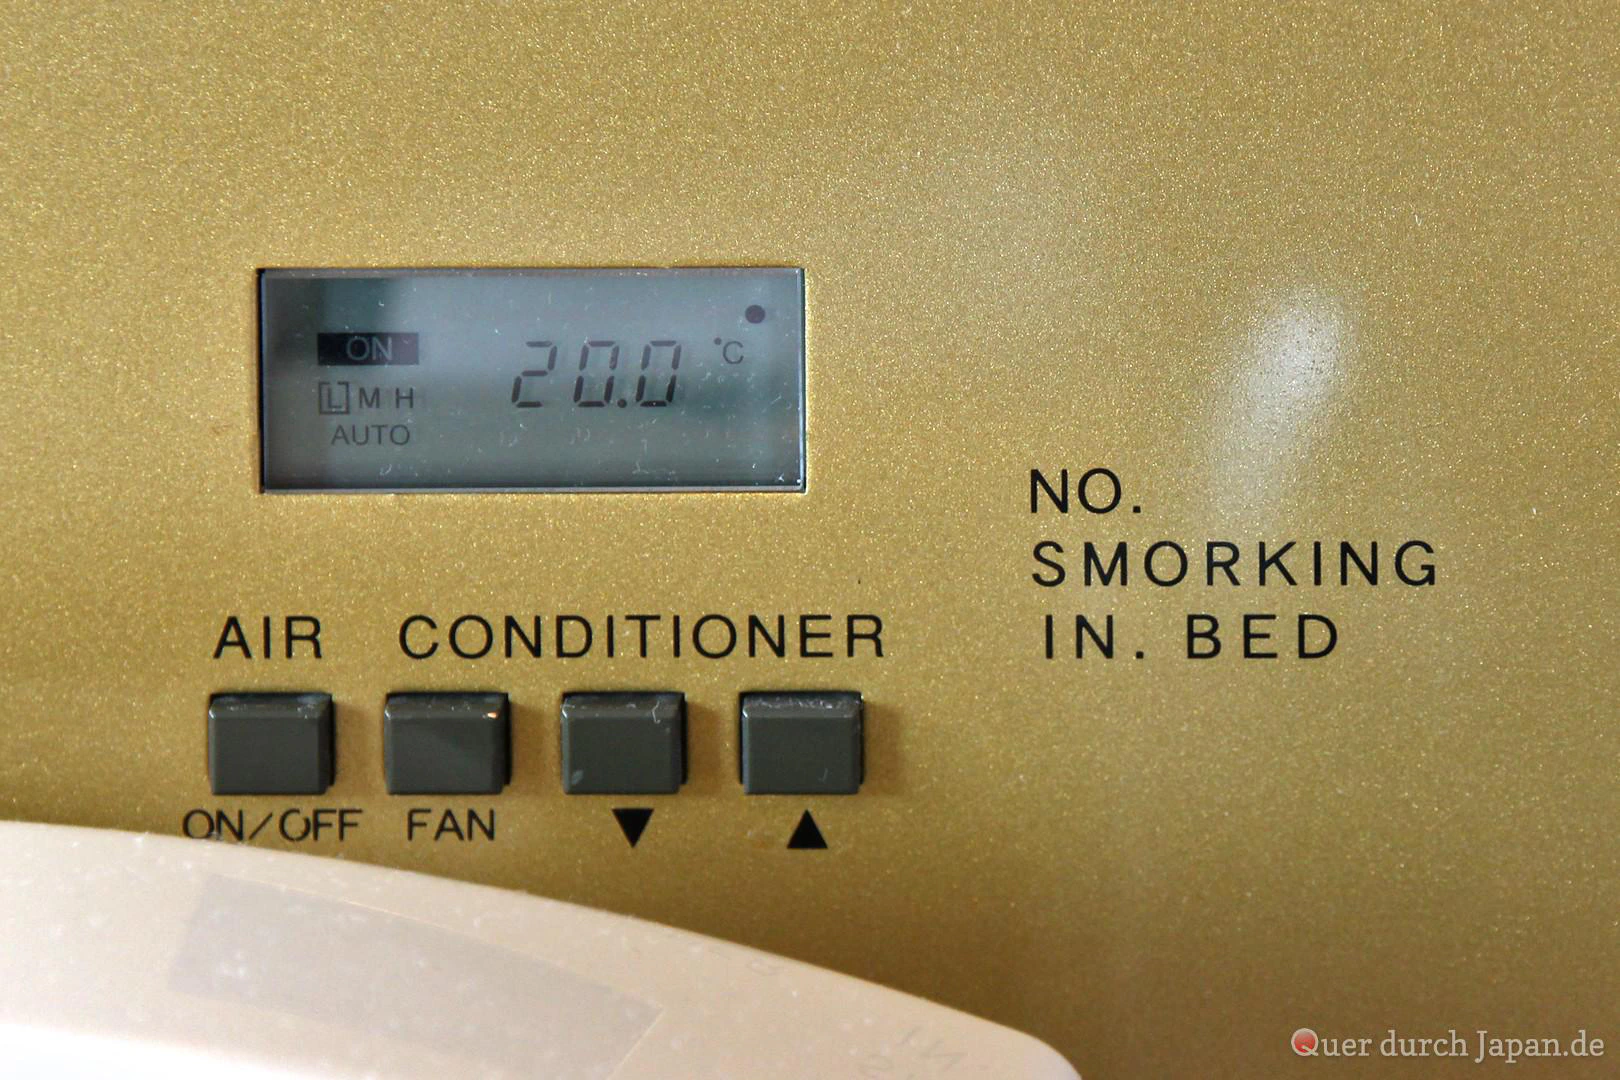 ON
20.0 °C
[L] M H
AUTO
NO.
SMORKING
IN. BED
AIR CONDITIONER
ON/OFF FAN ▼ ▲
Quer durch Japan.de